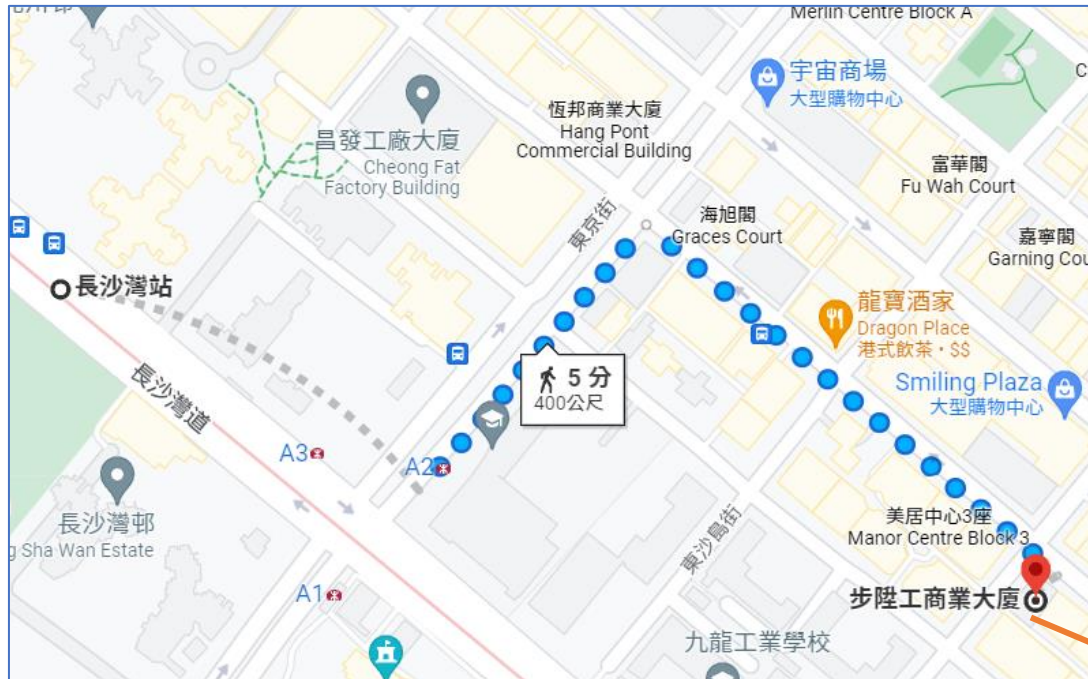 Merlin Centre Block A
宇宙商場
大型購物中心
恆邦商業大廈
Hang Pont
Commercial Building
昌發工廠大廈
Cheong Fat
Factory Building
富華閣
Fu Wah Court
東京街
海旭閣
Graces Court
嘉寧閣
Garning Cou
長沙灣站
龍寶酒家
Dragon Place
港式飲茶・$$
5 分
400公尺
Smiling Plaza
大型購物中心
長沙灣道
A3
A2
長沙灣邨
g Sha Wan Estate
東沙島街
美居中心3座
Manor Centre Block 3
A1
步陞工商業大廈
九龍工業學校